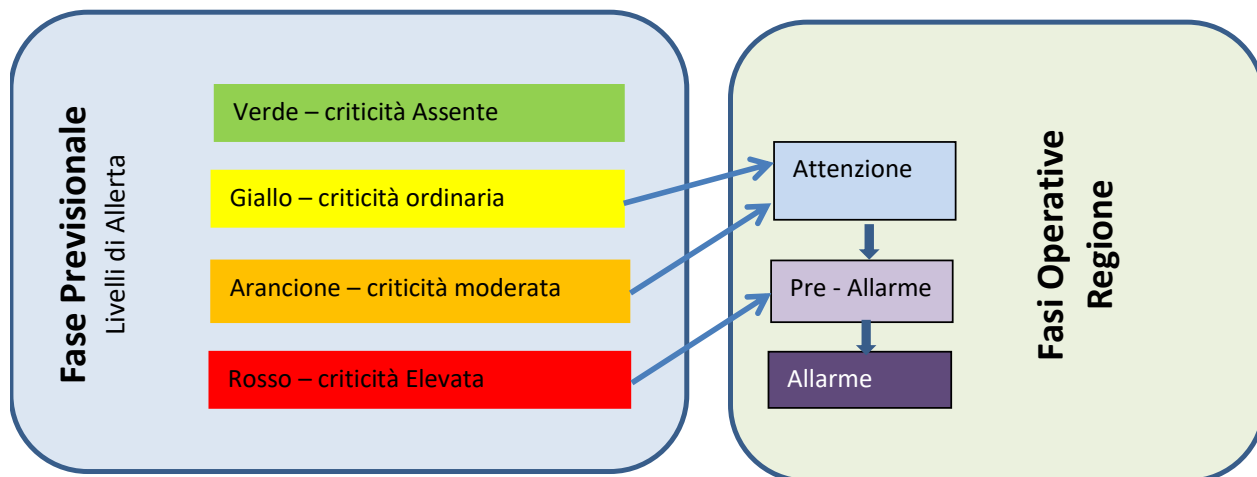 Fase Previsionale
Livelli di Allerta
Verde – criticità Assente
Giallo – criticità ordinaria
Arancione – criticità moderata
Rosso – criticità Elevata
Attenzione
Pre - Allarme
Allarme
Fasi Operative
Regione